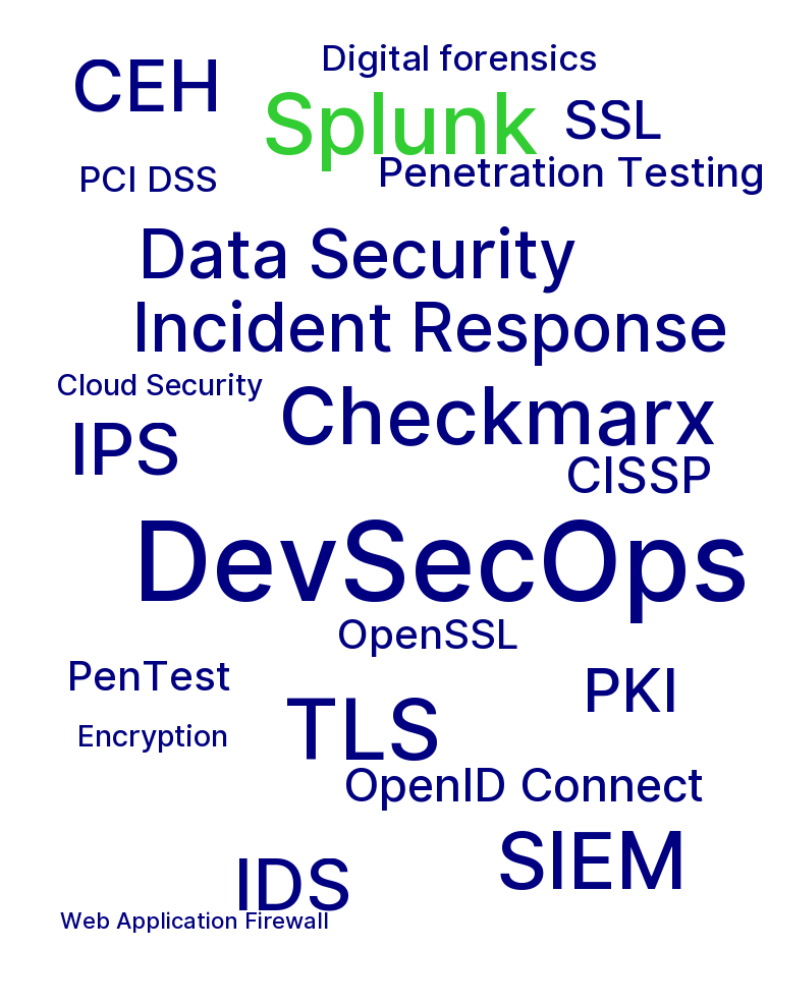 Digital forensics
CEH
Splunk
SSL
PCI DSS
Penetration Testing
Data Security
Incident Response
Cloud Security
Checkmarx
IPS
CISSP
DevSecOps
OpenSSL
PenTest
PKI
TLS
Encryption
OpenID Connect
SIEM
IDS
Web Application Firewall